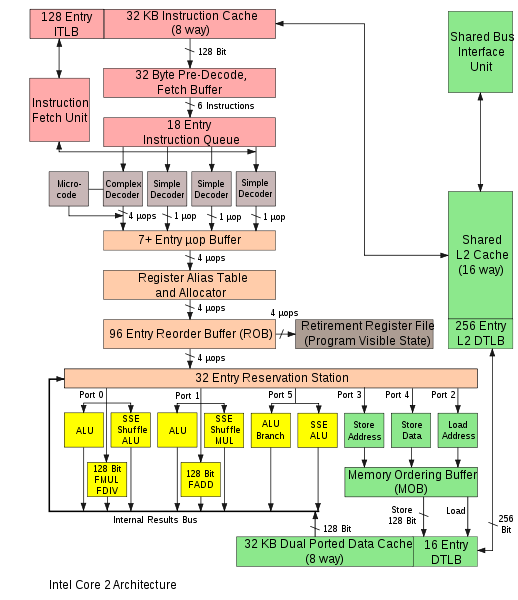 128 Entry
ITLB
32 KB Instruction Cache
(8 way)
Shared Bus
Interface
Unit
128 Bit
32 Byte Pre-Decode,
Fetch Buffer
Instruction
Fetch Unit
6 Instructions
18 Entry
Instruction Queue
Micro-
code
Complex
Decoder
Simple
Decoder
Simple
Decoder
Simple
Decoder
4 µops
1 µop
1 µop
1 µop
7+ Entry µop Buffer
4 µops
Register Alias Table
and Allocator
4 µops
4 µops
96 Entry Reorder Buffer (ROB)
Retirement Register File
(Program Visible State)
4 µops
Shared
L2 Cache
(16 way)
256 Entry
L2 DTLB
32 Entry Reservation Station
Port 0
Port 1
Port 5
Port 3
Port 4
Port 2
ALU
SSE
Shuffle
ALU
ALU
SSE
Shuffle
MUL
ALU
Branch
SSE
ALU
Store
Address
Store
Data
Load
Address
128 Bit
FMUL
FDIV
128 Bit
FADD
Memory Ordering Buffer
(MOB)
Internal Results Bus
Store
128 Bit
Load
128 Bit
256
Bit
32 KB Dual Ported Data Cache
(8 way)
16 Entry
DTLB
Intel Core 2 Architecture